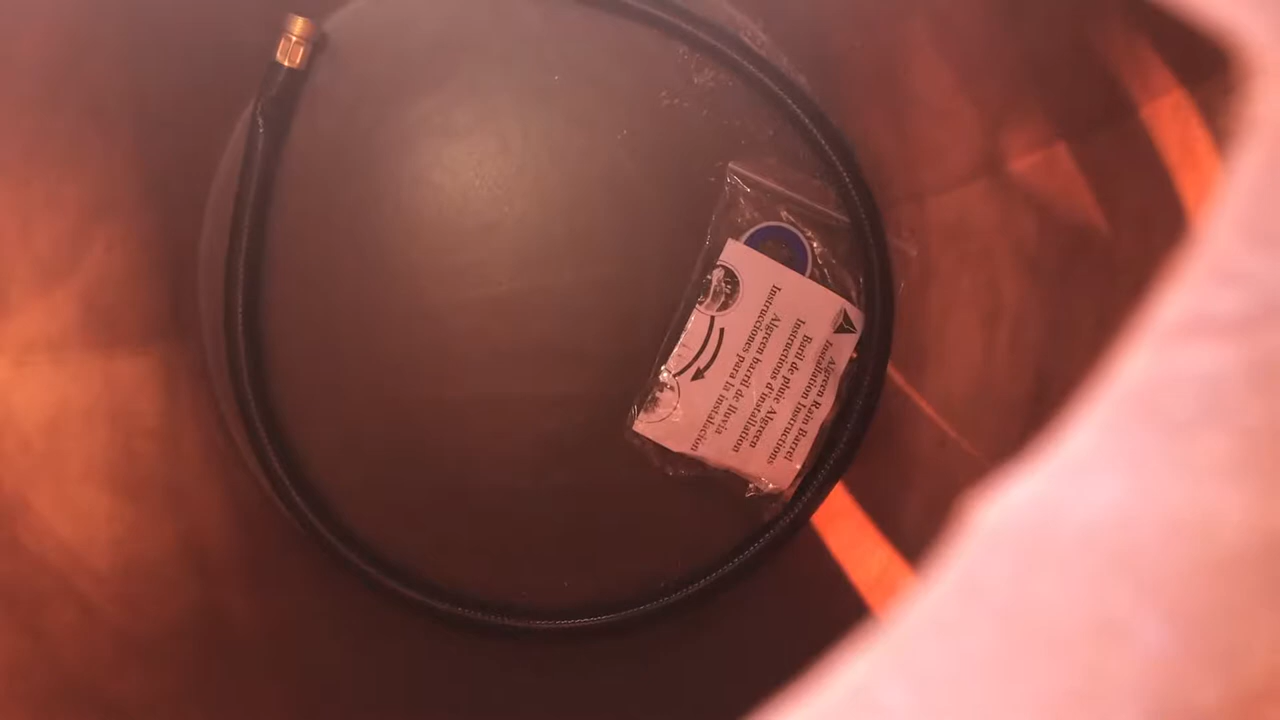 Algreen Rain Barrel
Installation Instructions
Baril de pluie Algreen
Instructions d'installation
Algreen barril de lluvia
Instrucciones para la instalación